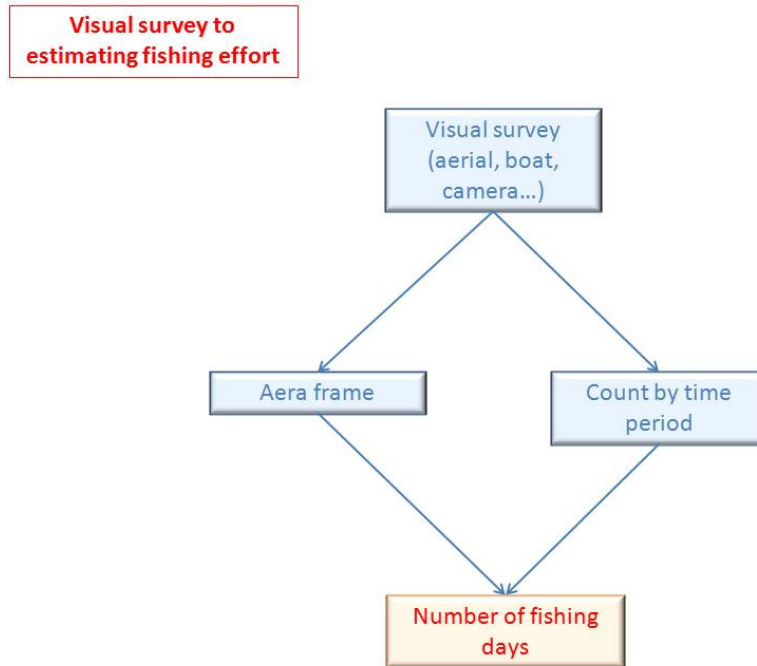 Visual survey to
estimating fishing effort
Visual survey
(aerial, boat,
camera...)
Aera frame
Count by time
period
Number of fishing
days